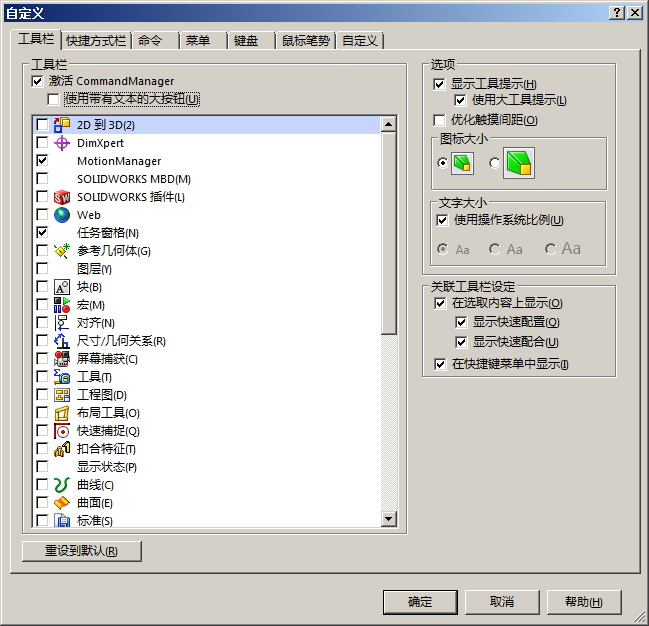 自定义
工具栏 快捷方式栏 命令 菜单 键盘 鼠标笔势 自定义
工具栏
激活 CommandManager
使用带有文本的大按钮(U)
2D 到 3D(2)
DimXpert
MotionManager
SOLIDWORKS MBD(M)
SOLIDWORKS 插件(L)
Web
任务窗格(N)
参考几何体(G)
图层(Y)
块(B)
宏(M)
对齐(N)
尺寸/几何关系(R)
屏幕捕获(C)
工具(T)
工程图(D)
布局工具(O)
快速捕捉(Q)
扣合特征(T)
显示状态(P)
曲线(C)
曲面(E)
标准(S)
重设到默认(R)
选项
显示工具提示(H)
使用大工具提示(L)
优化触摸间距(O)
图标大小
文字大小
使用操作系统比例(U)
Aa Aa Aa
关联工具栏设定
在选取内容上显示(O)
显示快速配置(Q)
显示快速配合(U)
在快捷键菜单中显示(I)
确定 取消 帮助(H)